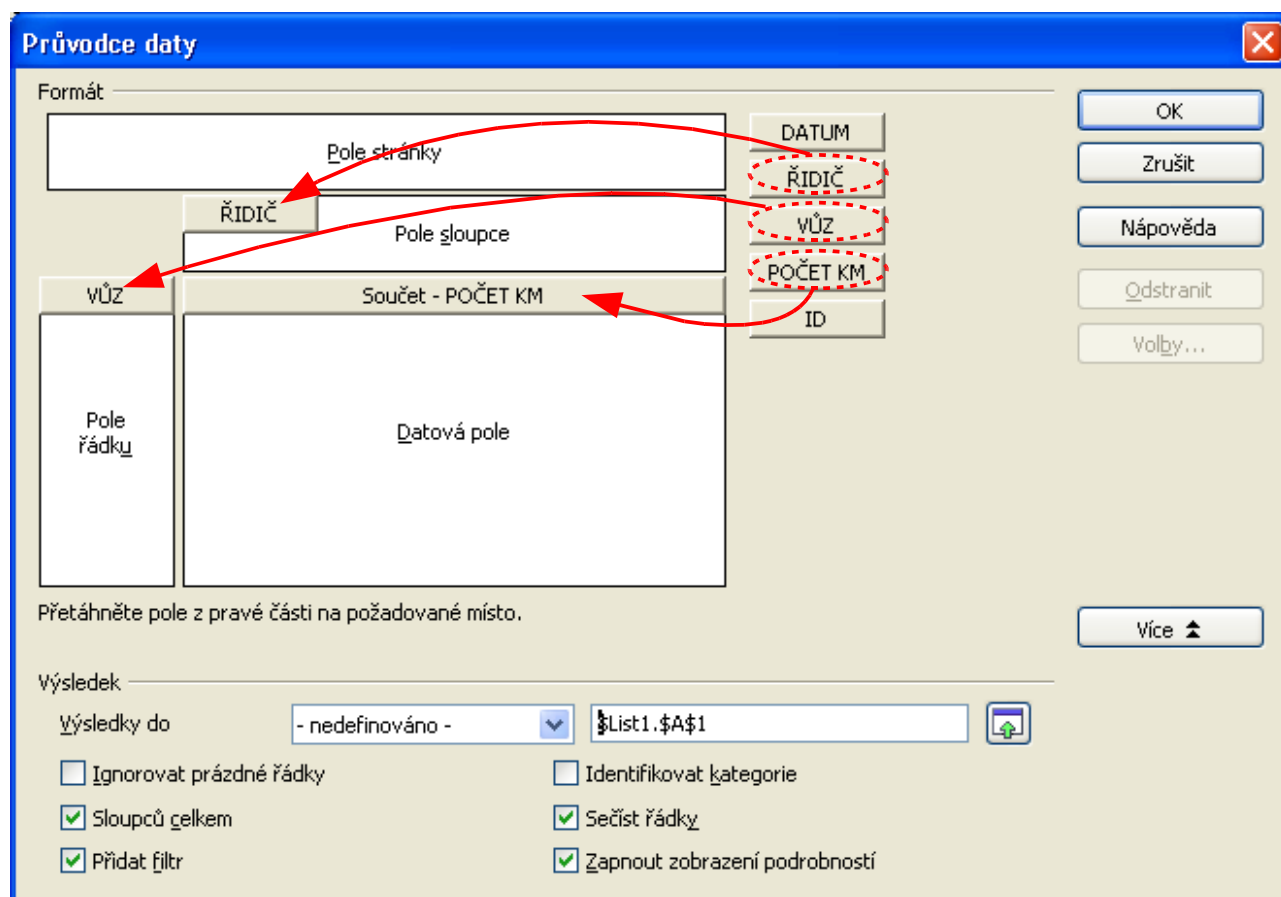 Průvodce daty
Formát
Pole stránky
DATUM
ŘIDIČ
VŮZ
POČET KM
ID
ŘIDIČ
Pole sloupce
VŮZ
Součet - POČET KM
Pole
řádku
Datová pole
OK
Zrušit
Nápověda
Odstranit
Volby...
Přetáhněte pole z pravé části na požadované místo.
Více
Výsledek
Výsledky do
- nedefinováno -
$List1.$A$1
Ignorovat prázdné řádky
Identifikovat kategorie
Sloupců celkem
Sečíst řádky
Přidat filtr
Zapnout zobrazení podrobností